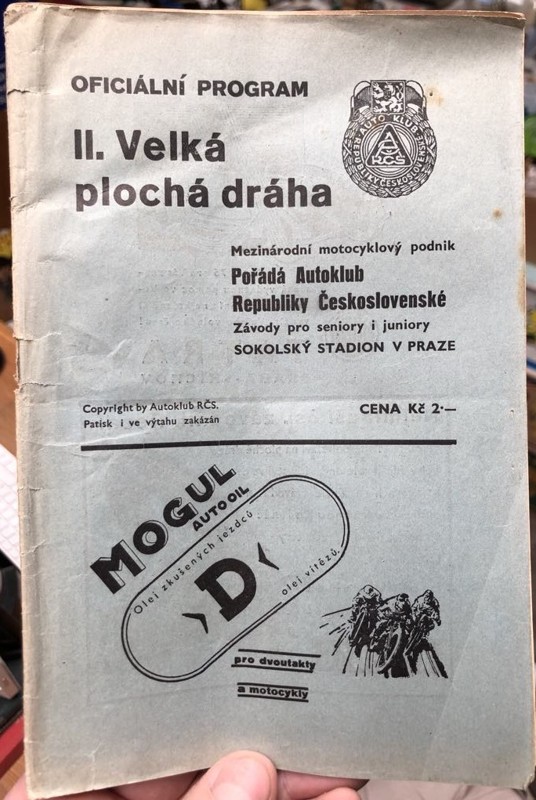 OFICIÁLNÍ PROGRAM
II. Velká
plochá dráha
AUTO KLUB
REPUBLIKY ČESKOSLOVENSKÉ
A
RČS
Mezinárodní motocyklový podnik
Pořádá Autoklub
Republiky Československé
Závody pro seniory i juniory
SOKOLSKÝ STADION V PRAZE
Copyright by Autoklub RČS.
Patisk i ve výtahu zakázán
CENA Kč 2·—
MOGUL
AUTO OIL
Olej zkušených jezdců
D
olej vítězů.
pro dvoutakty
a motocykly